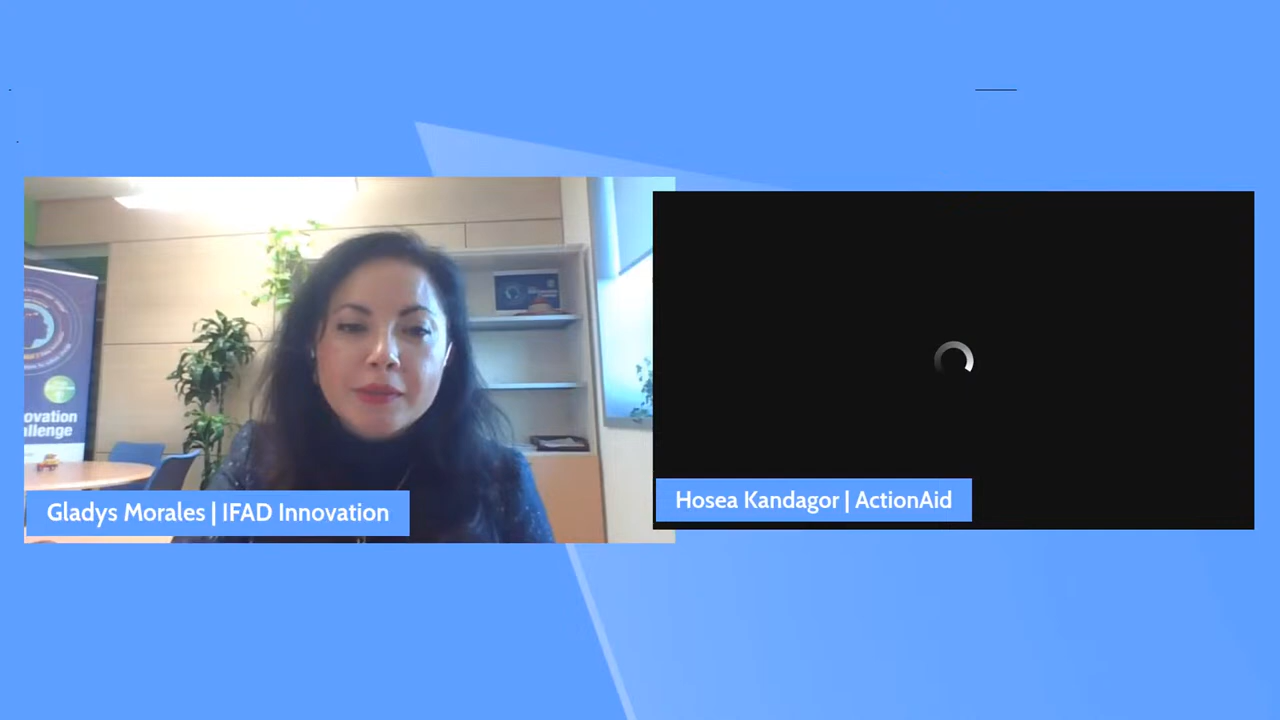 ovation
allenge
Gladys Morales | IFAD Innovation
Hosea Kandagor | ActionAid